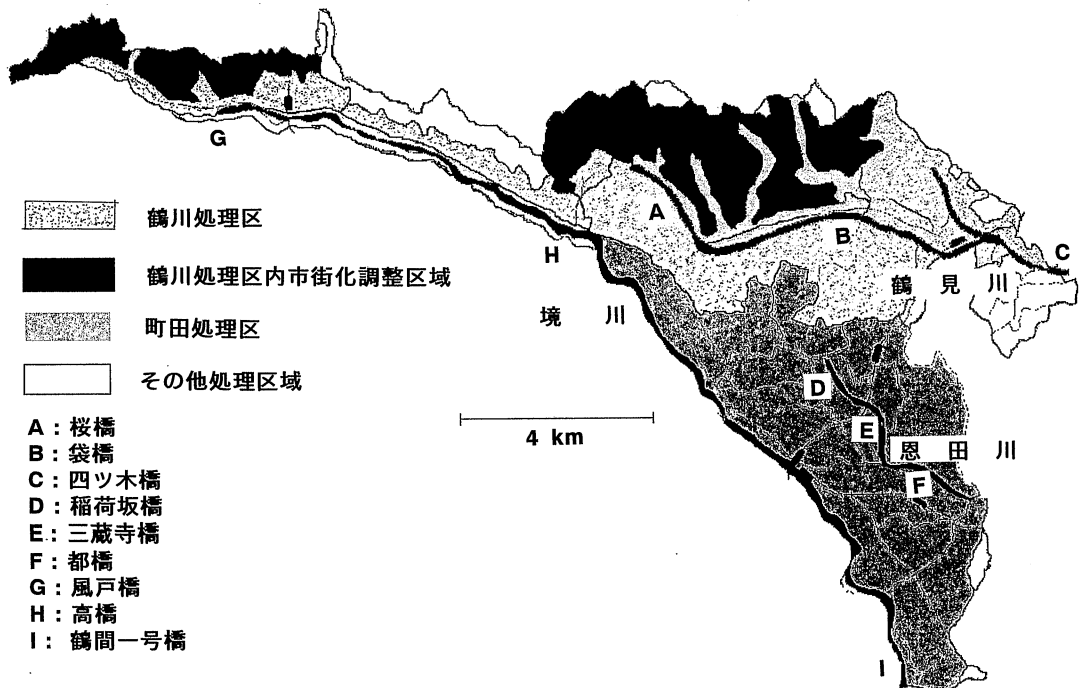 G
A
B
C
H
鶴川処理区
鶴見川
鶴川処理区内市街化調整区域
境川
町田処理区
その他処理区域
D
4 km
E
恩田川
F
A：桜橋
B：袋橋
C：四ツ木橋
D：稲荷坂橋
E：三蔵寺橋
F：都橋
G：風戸橋
H：高橋
I：鶴間一号橋
I